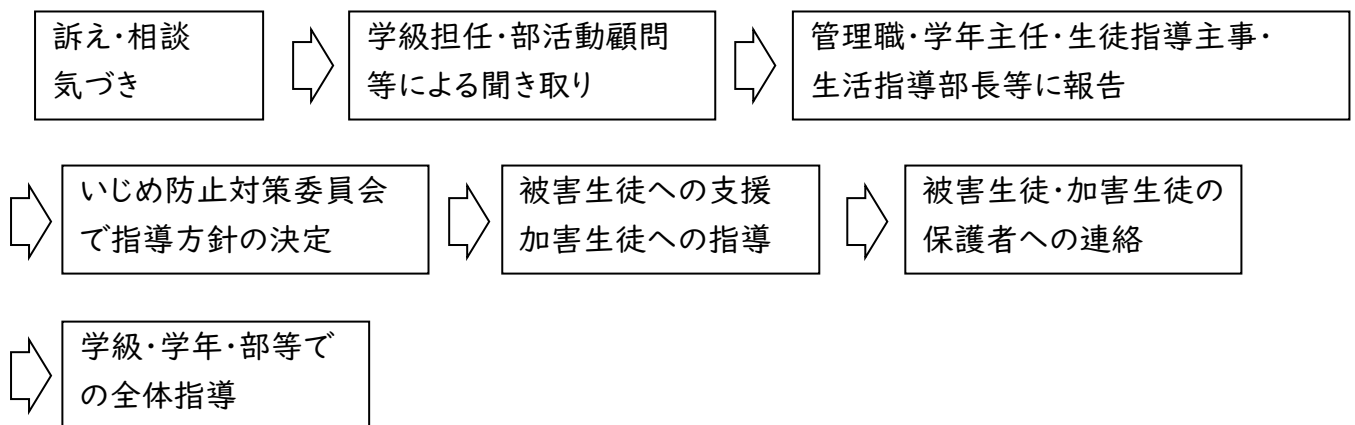 訴え・相談
気づき
学級担任・部活動顧問
等による聞き取り
管理職・学年主任・生徒指導主事・
生活指導部長等に報告
いじめ防止対策委員会
で指導方針の決定
被害生徒への支援
加害生徒への指導
被害生徒・加害生徒の
保護者への連絡
学級・学年・部等で
の全体指導